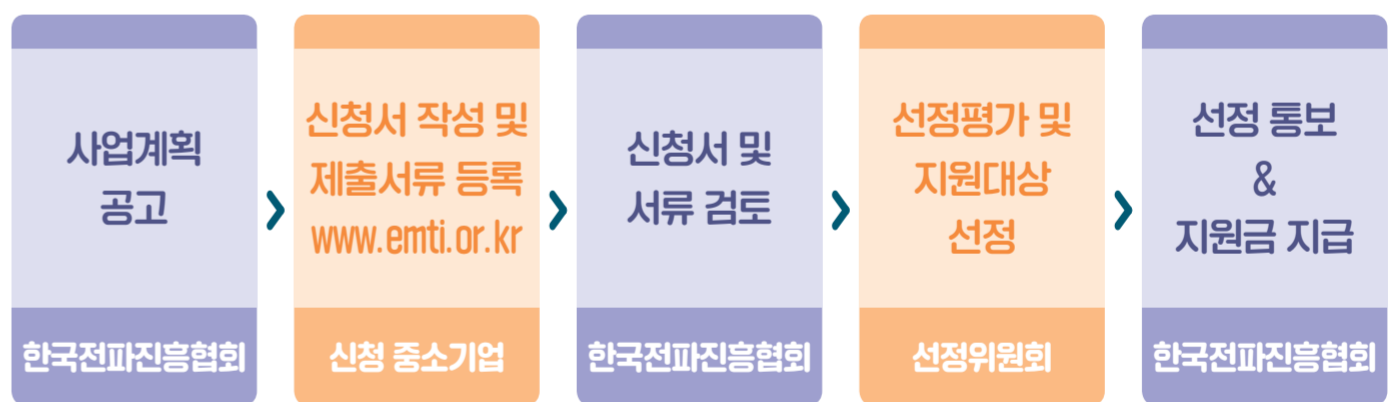 사업계획
공고
한국전파진흥협회
신청서 작성 및
제출서류 등록
www.emti.or.kr
신청 중소기업
신청서 및
서류 검토
한국전파진흥협회
선정평가 및
지원대상
선정
선정위원회
선정 통보
&
지원금 지급
한국전파진흥협회